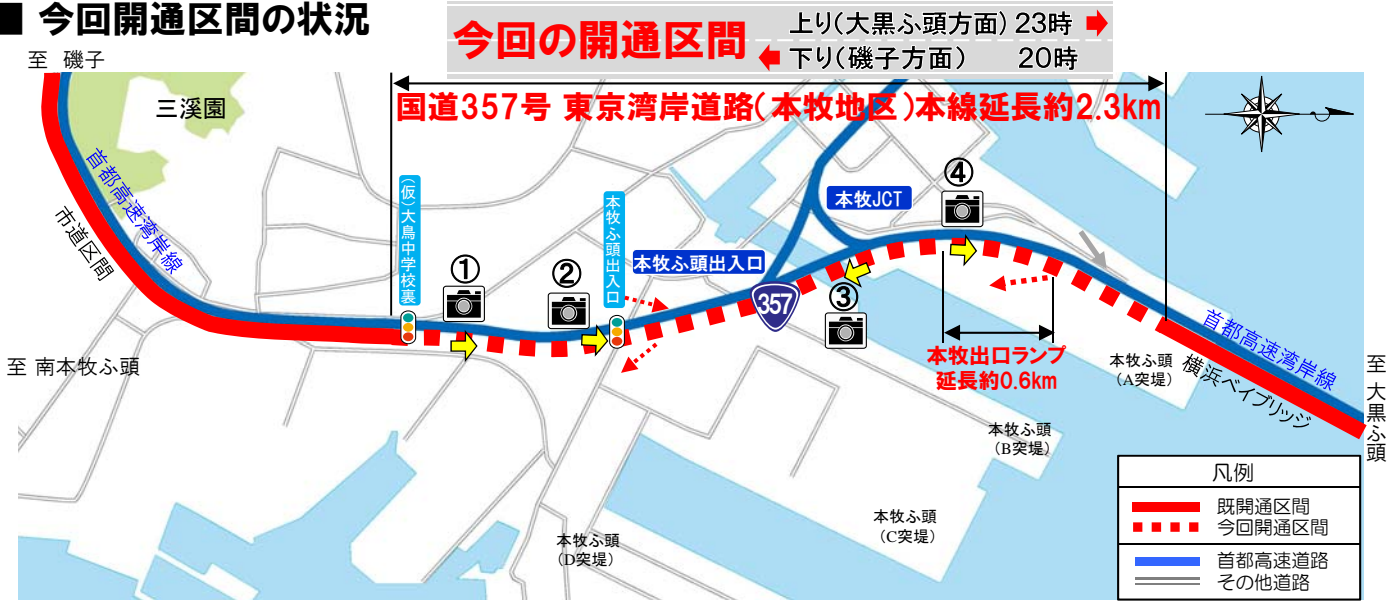 ■ 今回開通区間の状況
今回の開通区間
上り(大黒ふ頭方面) 23時
下り(磯子方面) 20時
至 磯子
三溪園
国道357号 東京湾岸道路(本牧地区)本線延長約2.3km
首都高速湾岸線
市道区間
(仮)大鳥中学校裏
①
②
本牧ふ頭出入口
本牧ふ頭出入口
本牧JCT
④
357
③
本牧出口ランプ
延長約0.6km
首都高速湾岸線
横浜ベイブリッジ
本牧ふ頭
(A突堤)
至 大黒ふ頭
至 南本牧ふ頭
本牧ふ頭
(B突堤)
本牧ふ頭
(C突堤)
本牧ふ頭
(D突堤)
凡例
既開通区間
今回開通区間
首都高速道路
その他道路